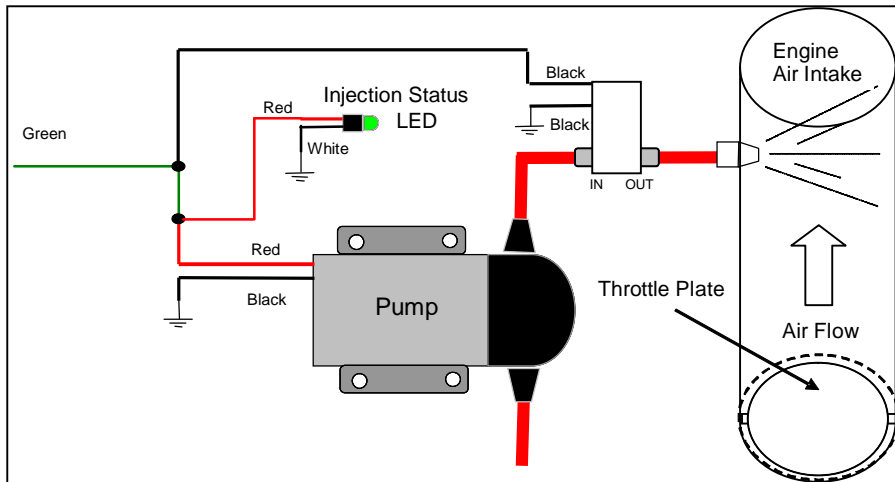 Engine
Air Intake
Black
Injection Status
LED
Red
Black
Green
White
IN OUT
Red
Throttle Plate
Black
Pump
Air Flow